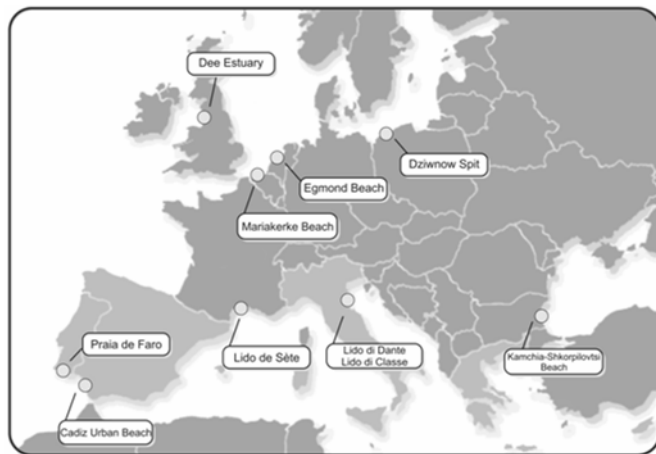 Dee Estuary
Dziwnow Spit
Egmond Beach
Mariakerke Beach
Praia de Faro
Lido de Sète
Lido di Dante
Lido di Classe
Kamchia-Shkorpilovtsi
Beach
Cadiz Urban Beach